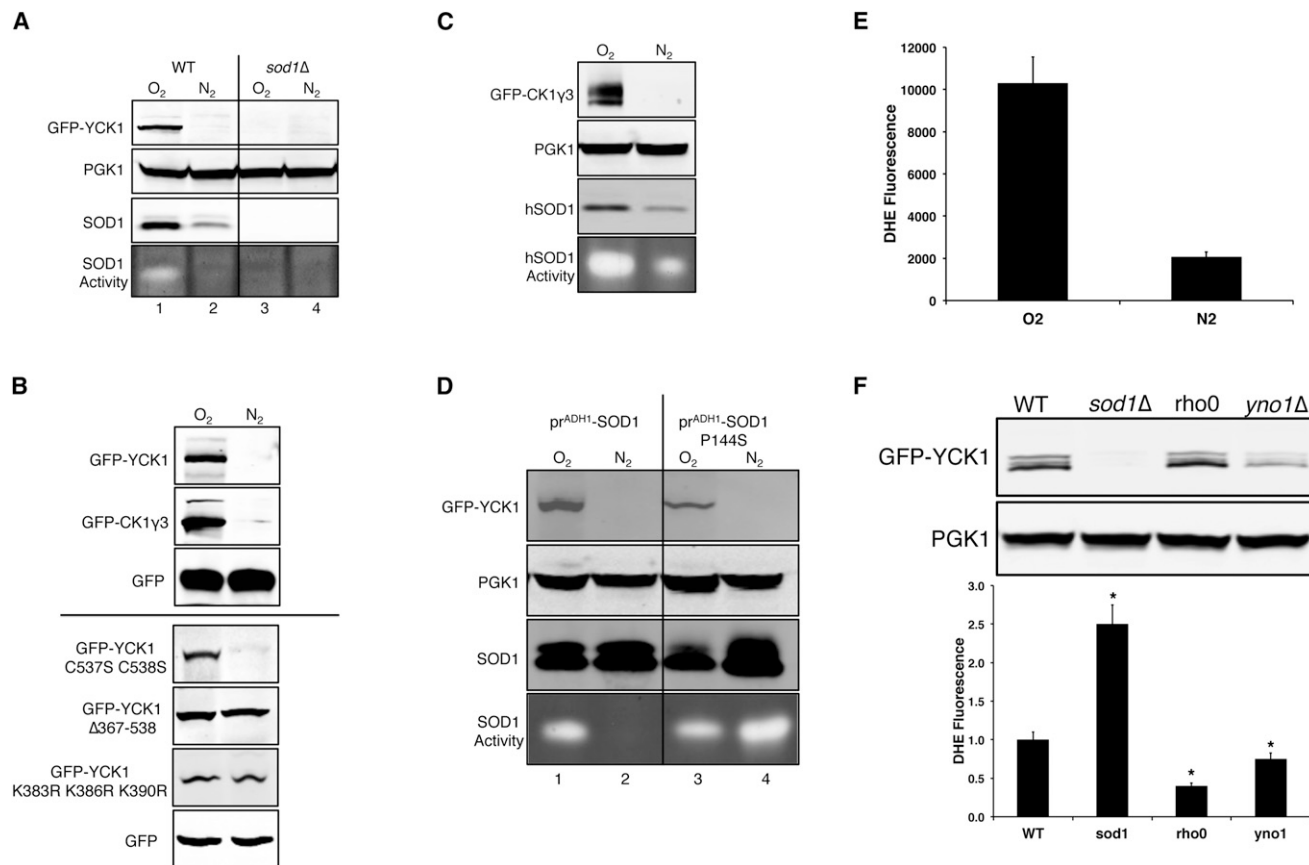 A
WT
sod1Δ
O2 N2 O2 N2
GFP-YCK1
PGK1
SOD1
SOD1
Activity
1 2 3 4
B
O2 N2
GFP-YCK1
GFP-CK1γ3
GFP
GFP-YCK1
C537S C538S
GFP-YCK1
Δ367-538
GFP-YCK1
K383R K386R K390R
GFP
C
O2 N2
GFP-CK1γ3
PGK1
hSOD1
hSOD1
Activity
D
prADH1-SOD1
prADH1-SOD1
P144S
O2 N2 O2 N2
GFP-YCK1
PGK1
SOD1
SOD1
Activity
1 2 3 4
E
DHE Fluorescence
12000
10000
8000
6000
4000
2000
0
O2 N2
F
WT sod1Δ rho0 yno1Δ
GFP-YCK1
PGK1
DHE Fluorescence
3.0
2.5
2.0
1.5
1.0
0.5
0.0
* * *
WT sod1 rho0 yno1